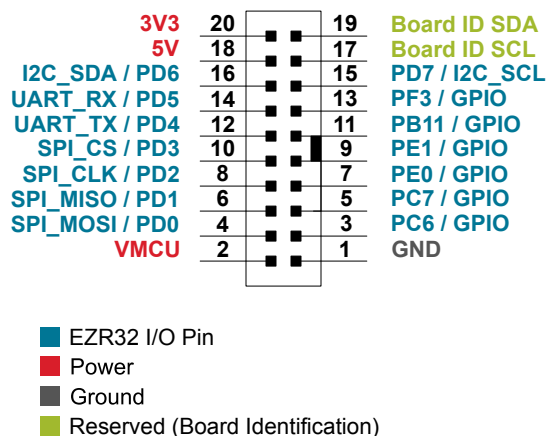 3V3 20 19 Board ID SDA
5V 18 17 Board ID SCL
I2C_SDA / PD6 16 15 PD7 / I2C_SCL
UART_RX / PD5 14 13 PF3 / GPIO
UART_TX / PD4 12 11 PB11 / GPIO
SPI_CS / PD3 10 9 PE1 / GPIO
SPI_CLK / PD2 8 7 PE0 / GPIO
SPI_MISO / PD1 6 5 PC7 / GPIO
SPI_MOSI / PD0 4 3 PC6 / GPIO
VMCU 2 1 GND
EZR32 I/O Pin
Power
Ground
Reserved (Board Identification)